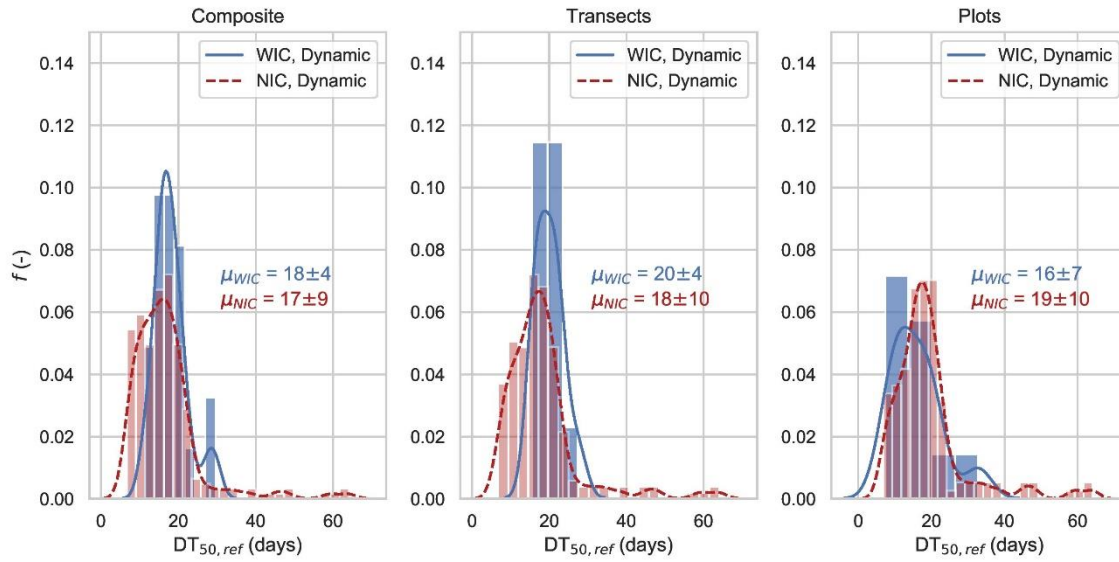 Composite
WIC, Dynamic
NIC, Dynamic
0.14
0.12
0.10
0.08
0.06
0.04
0.02
0.00
f (-)
μWIC = 18±4
μNIC = 17±9
0 20 40 60
DT50, ref (days)
Transects
WIC, Dynamic
NIC, Dynamic
0.14
0.12
0.10
0.08
0.06
0.04
0.02
0.00
μWIC = 20±4
μNIC = 18±10
0 20 40 60
DT50, ref (days)
Plots
WIC, Dynamic
NIC, Dynamic
0.14
0.12
0.10
0.08
0.06
0.04
0.02
0.00
μWIC = 16±7
μNIC = 19±10
0 20 40 60
DT50, ref (days)